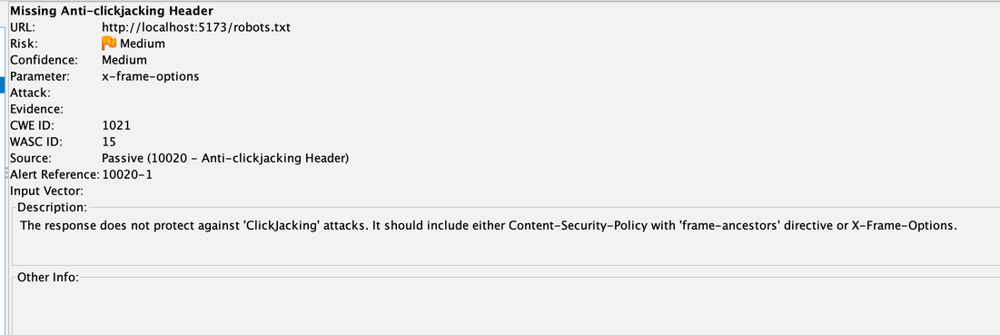 Missing Anti-clickjacking Header
URL: http://localhost:5173/robots.txt
Risk: Medium
Confidence: Medium
Parameter: x-frame-options
Attack:
Evidence:
CWE ID: 1021
WASC ID: 15
Source: Passive (10020 - Anti-clickjacking Header)
Alert Reference: 10020-1
Input Vector:
Description:
The response does not protect against 'ClickJacking' attacks. It should include either Content-Security-Policy with 'frame-ancestors' directive or X-Frame-Options.
Other Info: